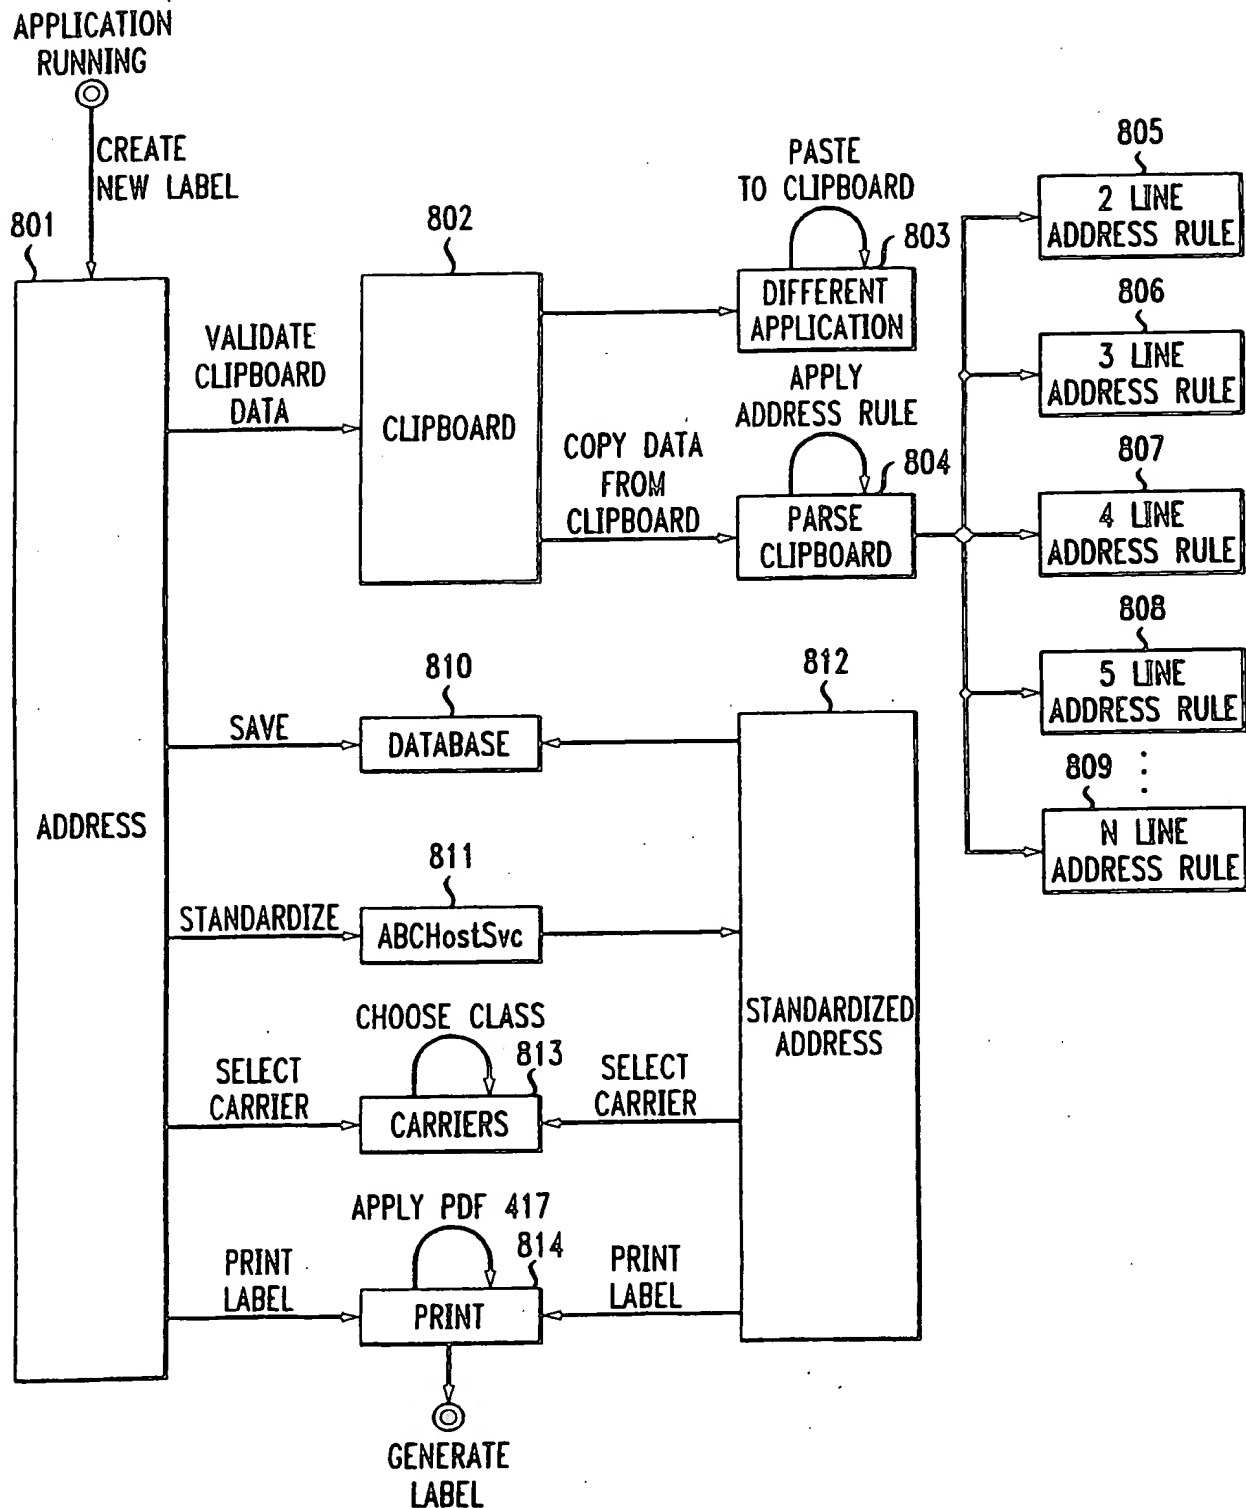 APPLICATION
RUNNING
CREATE
NEW LABEL
801
ADDRESS
VALIDATE
CLIPBOARD
DATA
802
CLIPBOARD
PASTE
TO CLIPBOARD
803
DIFFERENT
APPLICATION
COPY DATA
FROM
CLIPBOARD
APPLY
ADDRESS RULE
804
PARSE
CLIPBOARD
805
2 LINE
ADDRESS RULE
806
3 LINE
ADDRESS RULE
807
4 LINE
ADDRESS RULE
808
5 LINE
ADDRESS RULE
809
N LINE
ADDRESS RULE
SAVE
810
DATABASE
812
STANDARDIZED
ADDRESS
STANDARDIZE
811
ABCHostSvc
SELECT
CARRIER
CHOOSE CLASS
813
CARRIERS
SELECT
CARRIER
PRINT
LABEL
APPLY PDF 417
814
PRINT
PRINT
LABEL
GENERATE
LABEL